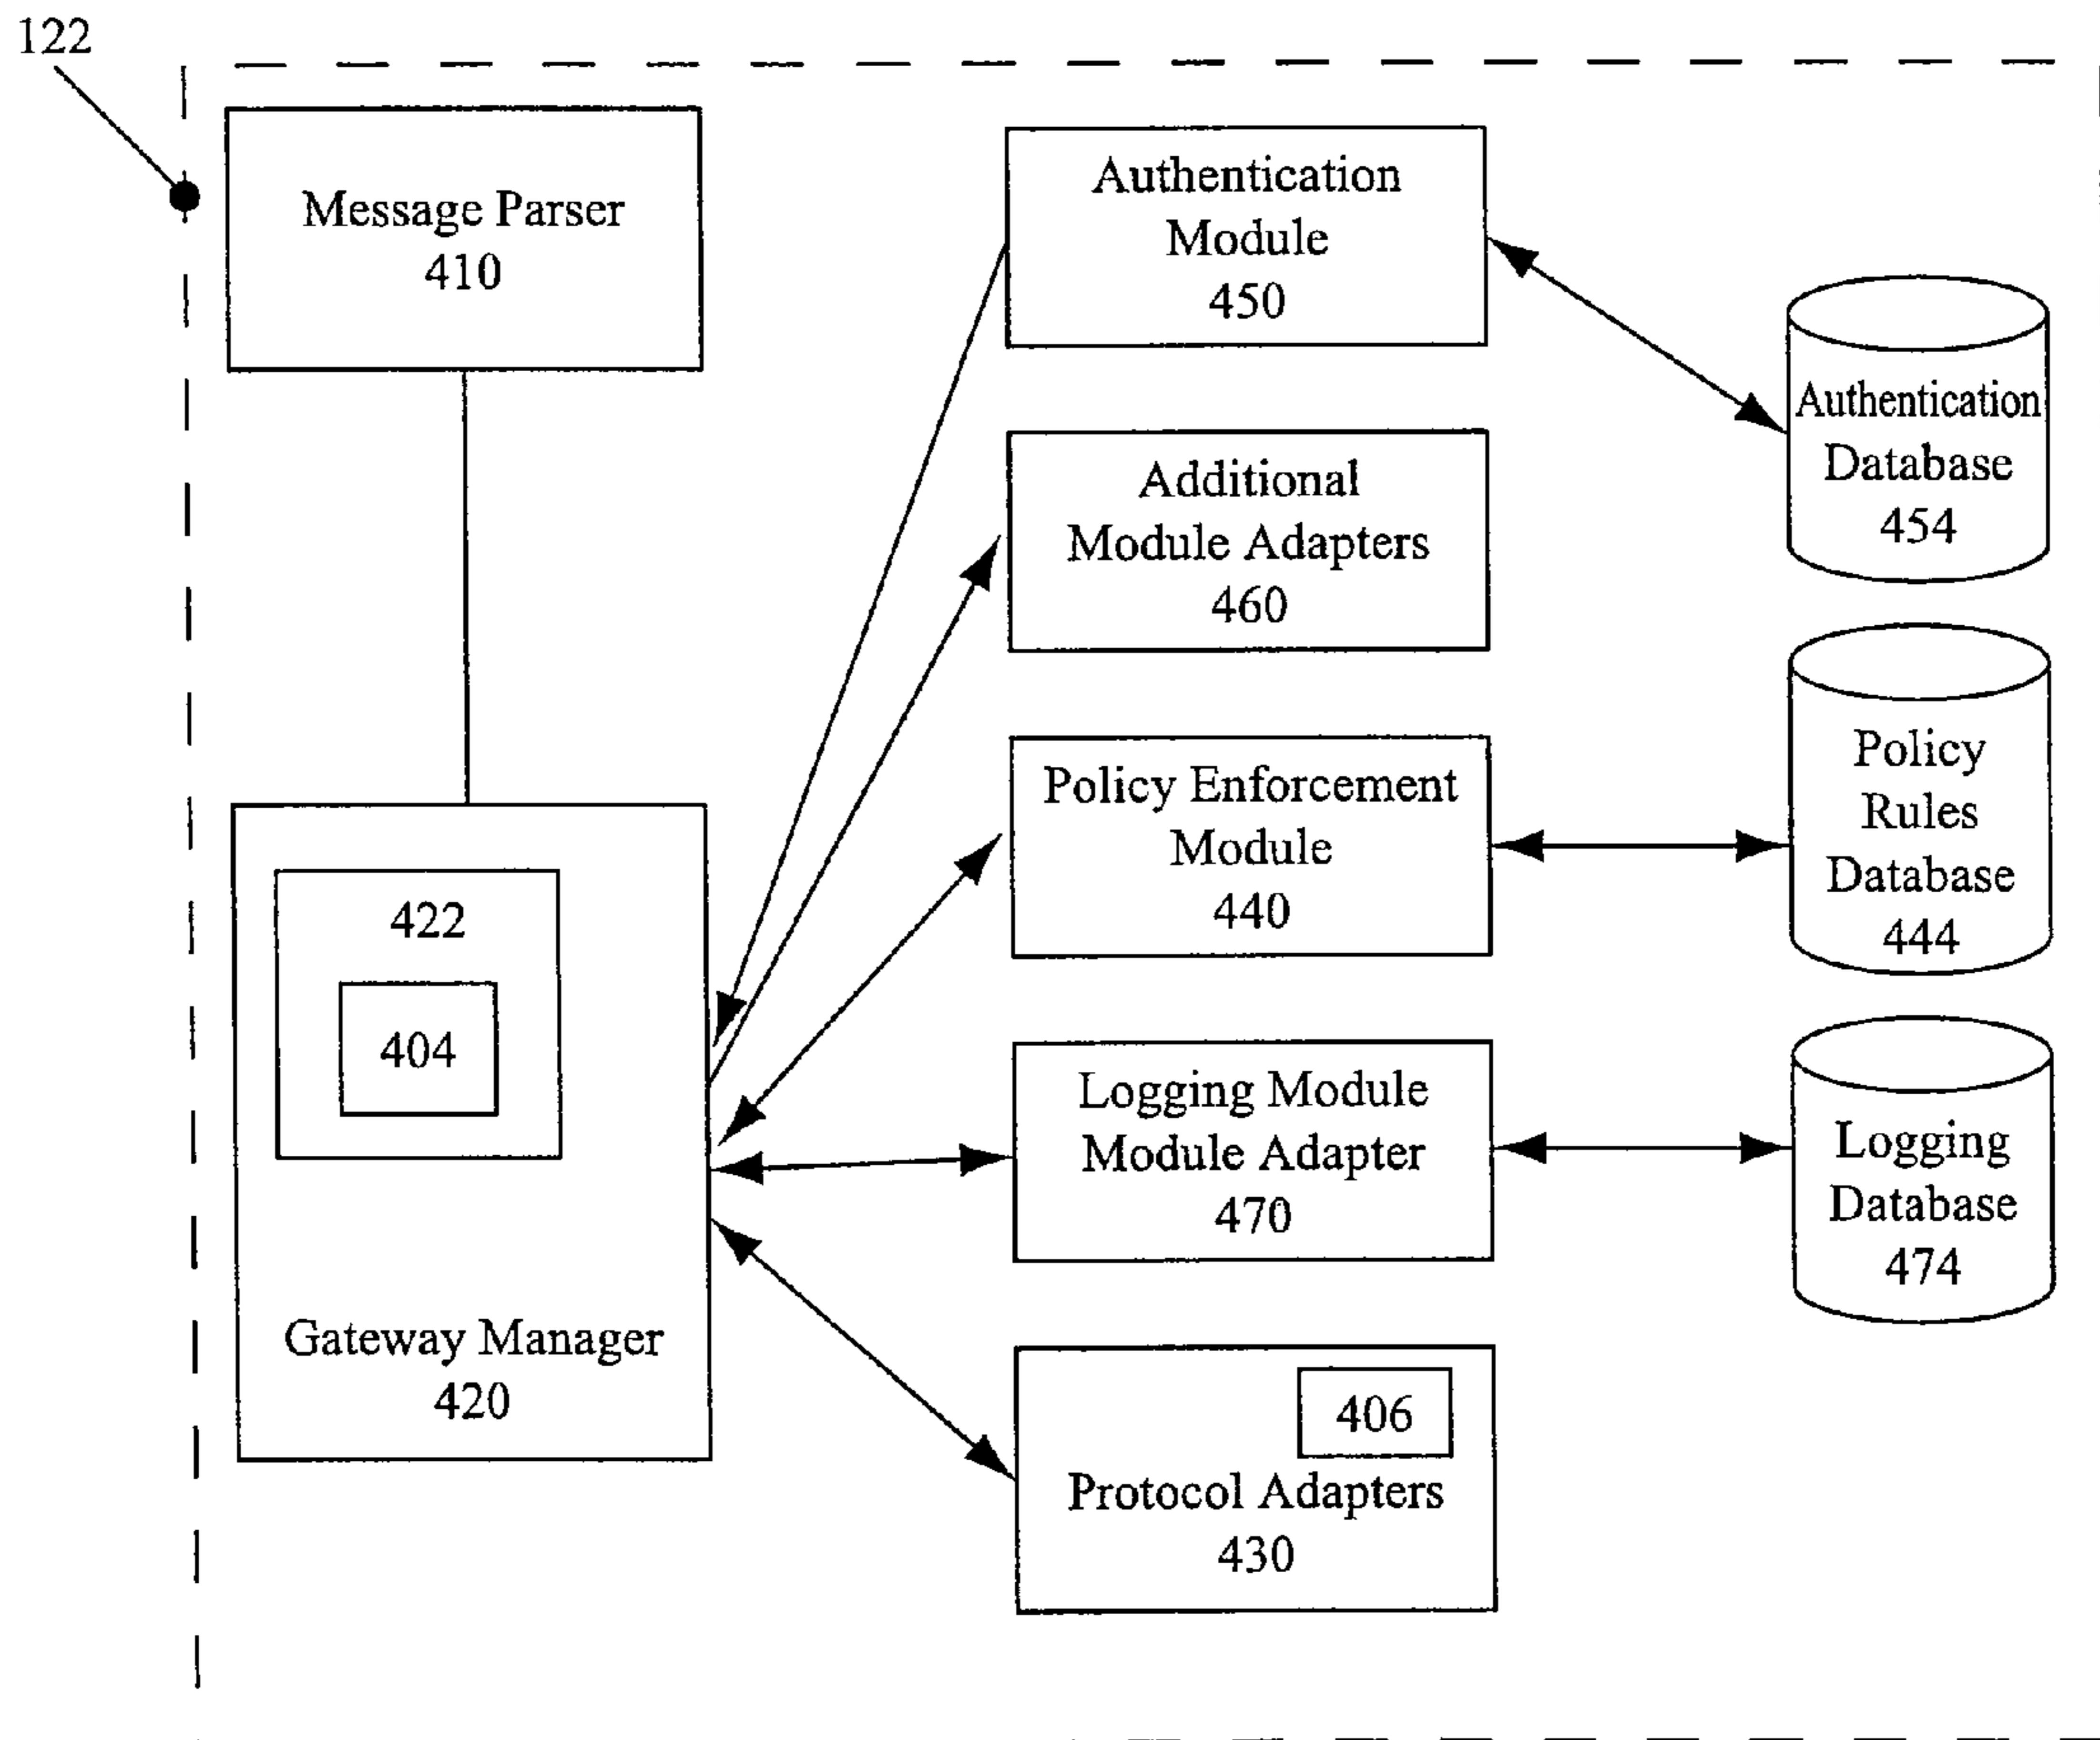 122
Message Parser
410
Authentication
Module
450
Authentication
Database
454
Additional
Module Adapters
460
Policy Enforcement
Module
440
Policy
Rules
Database
444
422
404
Gateway Manager
420
Logging Module
Module Adapter
470
Logging
Database
474
406
Protocol Adapters
430